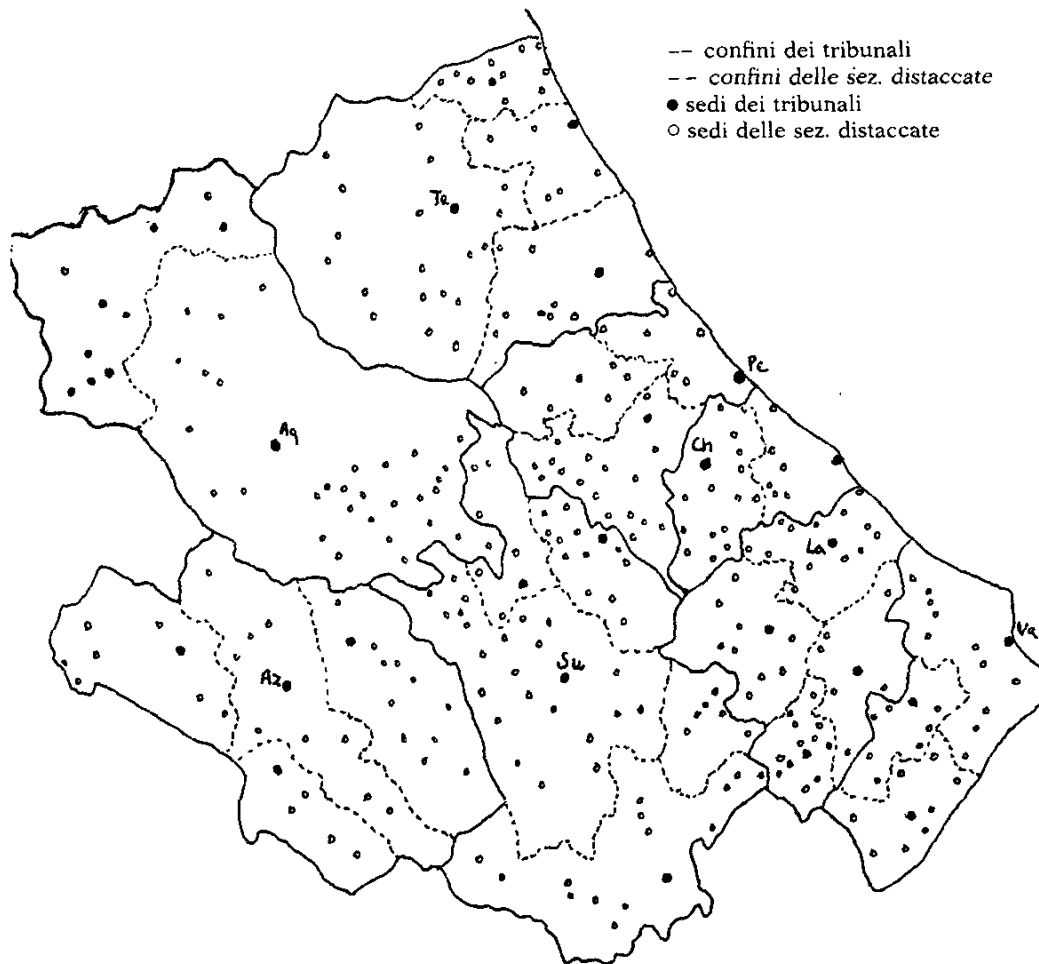 -- confini dei tribunali
-- confini delle sez. distaccate
● sedi dei tribunali
○ sedi delle sez. distaccate
Te
Pc
Aq
Ch
La
Va
Su
Az